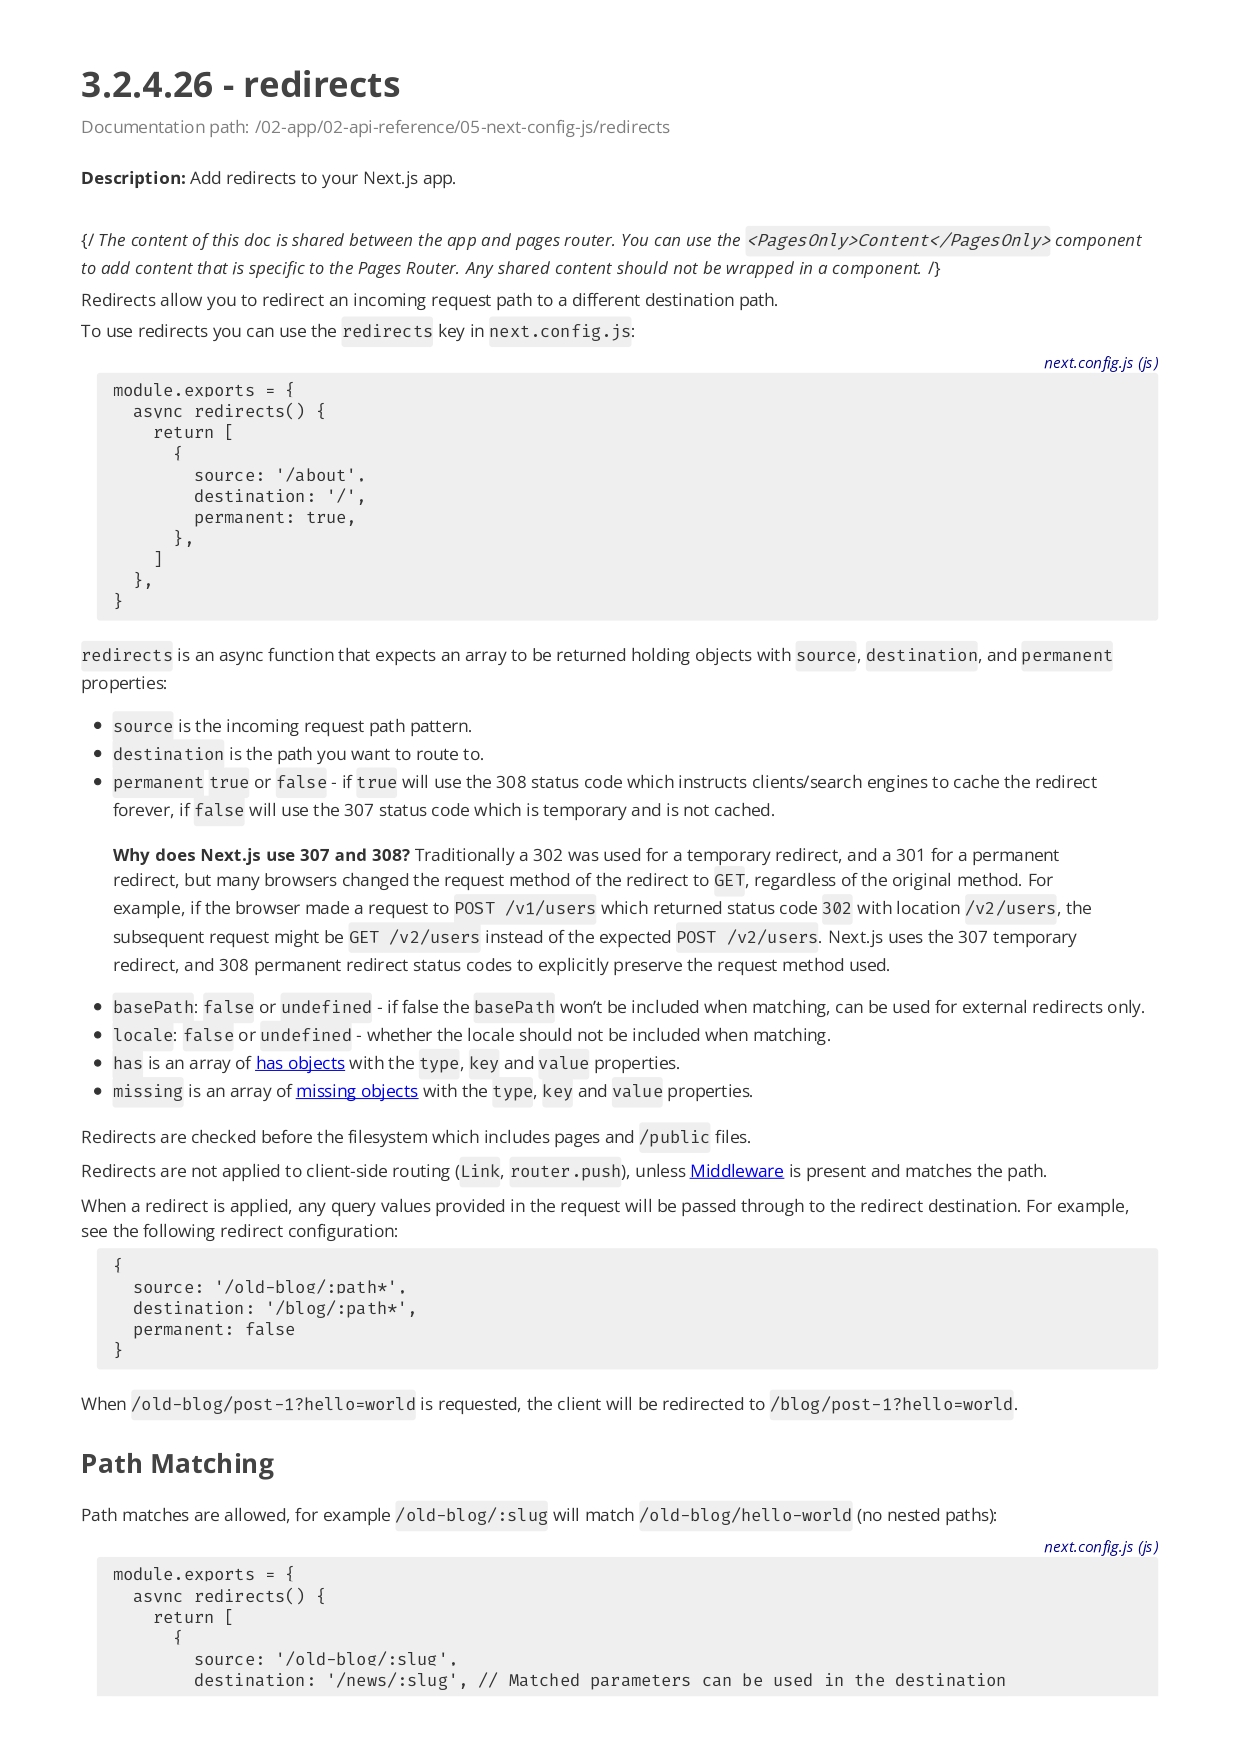 3.2.4.26 - redirects
Documentation path: /02-app/02-api-reference/05-next-config-js/redirects
Description: Add redirects to your Next.js app.
{/ The content of this doc is shared between the app and pages router. You can use the <PagesOnly>Content</PagesOnly> component
to add content that is specific to the Pages Router. Any shared content should not be wrapped in a component. /}
Redirects allow you to redirect an incoming request path to a different destination path.
To use redirects you can use the redirects key in next.config.js:
next.config.js (js)
module.exports = {
  async redirects() {
    return [
      {
        source: '/about',
        destination: '/',
        permanent: true,
      },
    ]
  },
}
redirects is an async function that expects an array to be returned holding objects with source, destination, and permanent
properties:
• source is the incoming request path pattern.
• destination is the path you want to route to.
• permanent true or false - if true will use the 308 status code which instructs clients/search engines to cache the redirect
forever, if false will use the 307 status code which is temporary and is not cached.
Why does Next.js use 307 and 308? Traditionally a 302 was used for a temporary redirect, and a 301 for a permanent
redirect, but many browsers changed the request method of the redirect to GET, regardless of the original method. For
example, if the browser made a request to POST /v1/users which returned status code 302 with location /v2/users, the
subsequent request might be GET /v2/users instead of the expected POST /v2/users. Next.js uses the 307 temporary
redirect, and 308 permanent redirect status codes to explicitly preserve the request method used.
• basePath: false or undefined - if false the basePath won’t be included when matching, can be used for external redirects only.
• locale: false or undefined - whether the locale should not be included when matching.
• has is an array of has objects with the type, key and value properties.
• missing is an array of missing objects with the type, key and value properties.
Redirects are checked before the filesystem which includes pages and /public files.
Redirects are not applied to client-side routing (Link, router.push), unless Middleware is present and matches the path.
When a redirect is applied, any query values provided in the request will be passed through to the redirect destination. For example,
see the following redirect configuration:
{
  source: '/old-blog/:path*',
  destination: '/blog/:path*',
  permanent: false
}
When /old-blog/post-1?hello=world is requested, the client will be redirected to /blog/post-1?hello=world.
Path Matching
Path matches are allowed, for example /old-blog/:slug will match /old-blog/hello-world (no nested paths):
next.config.js (js)
module.exports = {
  async redirects() {
    return [
      {
        source: '/old-blog/:slug',
        destination: '/news/:slug', // Matched parameters can be used in the destination